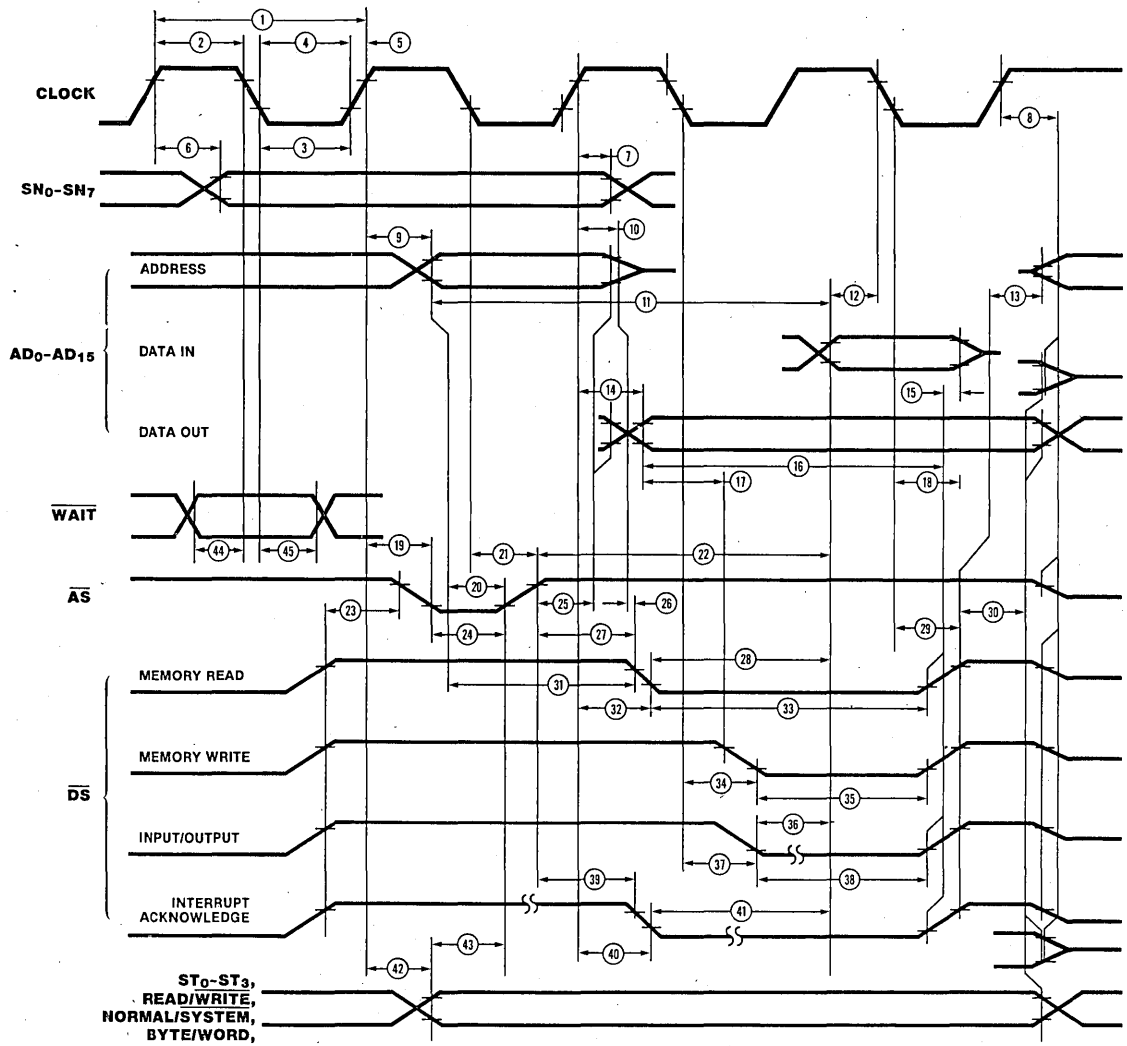 1
2 4 5
CLOCK
8
6 3 7
SN0-SN7
9 10
ADDRESS
11 12 13
AD0-AD15
DATA IN
14 15
DATA OUT
16
17 18
WAIT
44 45 19 21 22
AS
20
23 25 26
24 27 29 30
28
MEMORY READ
31
32 33
MEMORY WRITE
34
35
DS
36
INPUT/OUTPUT
37 38
39
INTERRUPT
ACKNOWLEDGE
41
43 40
42
ST0-ST3,
READ/WRITE,
NORMAL/SYSTEM,
BYTE/WORD,